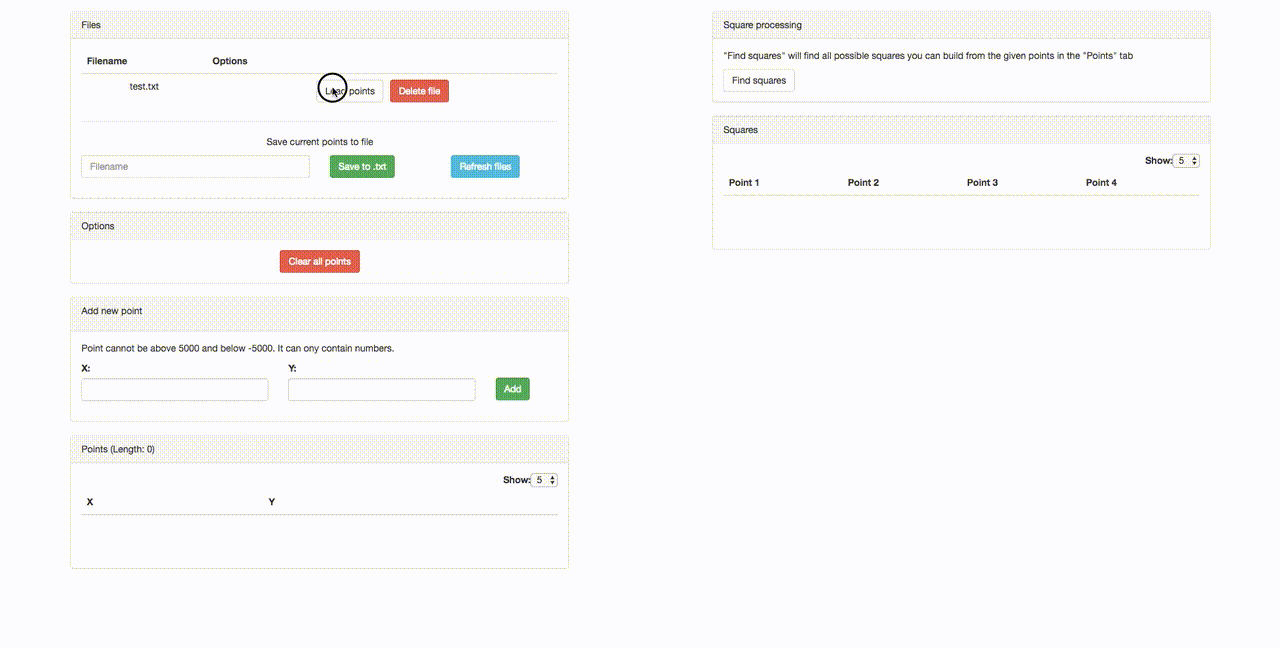 Files
Filename Options
test.txt Load points Delete file
Save current points to file
Filename Save to .txt Refresh files
Options
Clear all points
Add new point
Point cannot be above 5000 and below -5000. It can ony contain numbers.
X: Y:
Add
Points (Length: 0)
Show: 5
X Y
Square processing
"Find squares" will find all possible squares you can build from the given points in the "Points" tab
Find squares
Squares
Show: 5
Point 1 Point 2 Point 3 Point 4